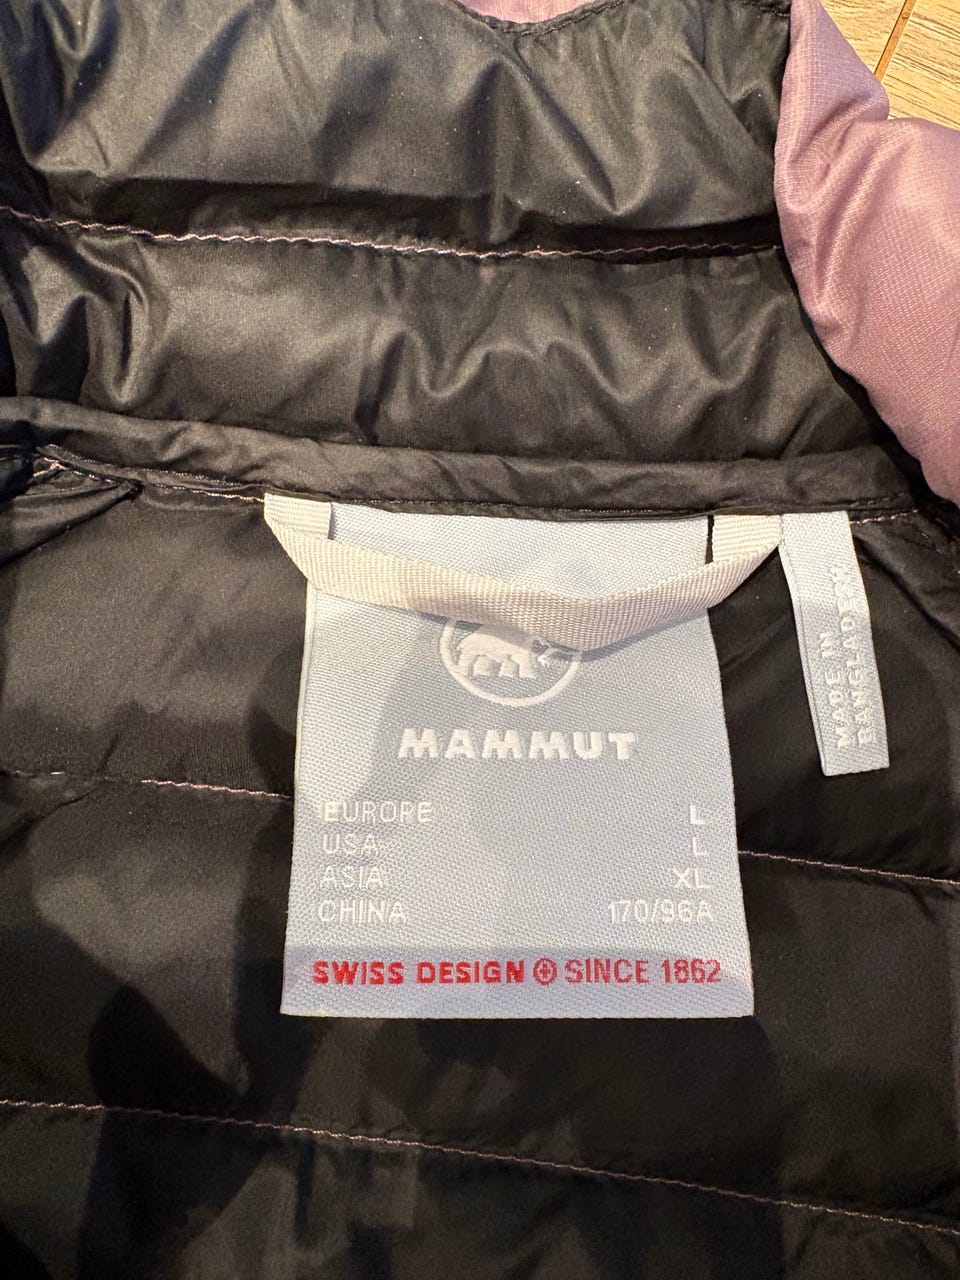 MAMMUT
EUROPE L
USA L
ASIA XL
CHINA 170/96A
SWISS DESIGN SINCE 1862
MADE IN
BANGLADESH